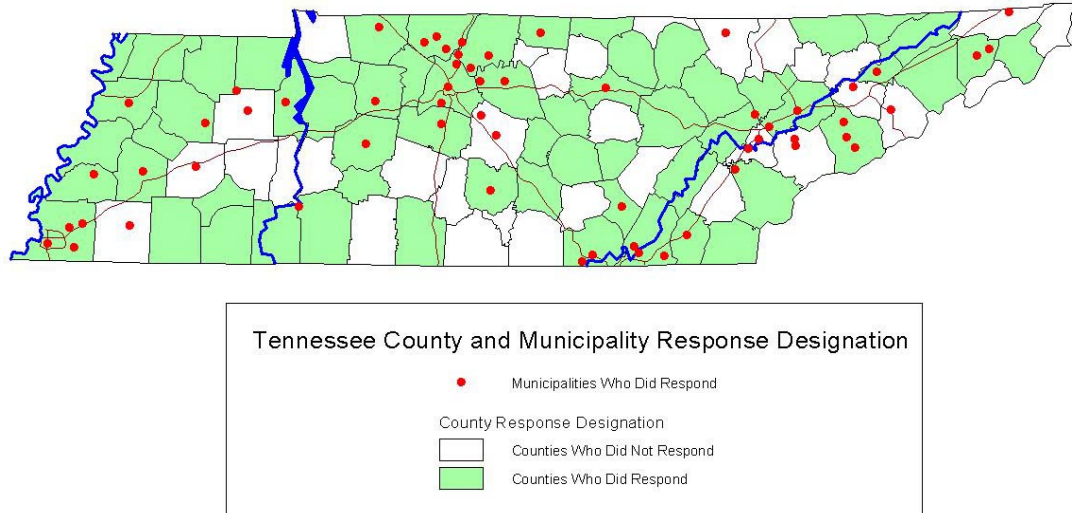 Tennessee County and Municipality Response Designation
Municipalities Who Did Respond
County Response Designation
Counties Who Did Not Respond
Counties Who Did Respond